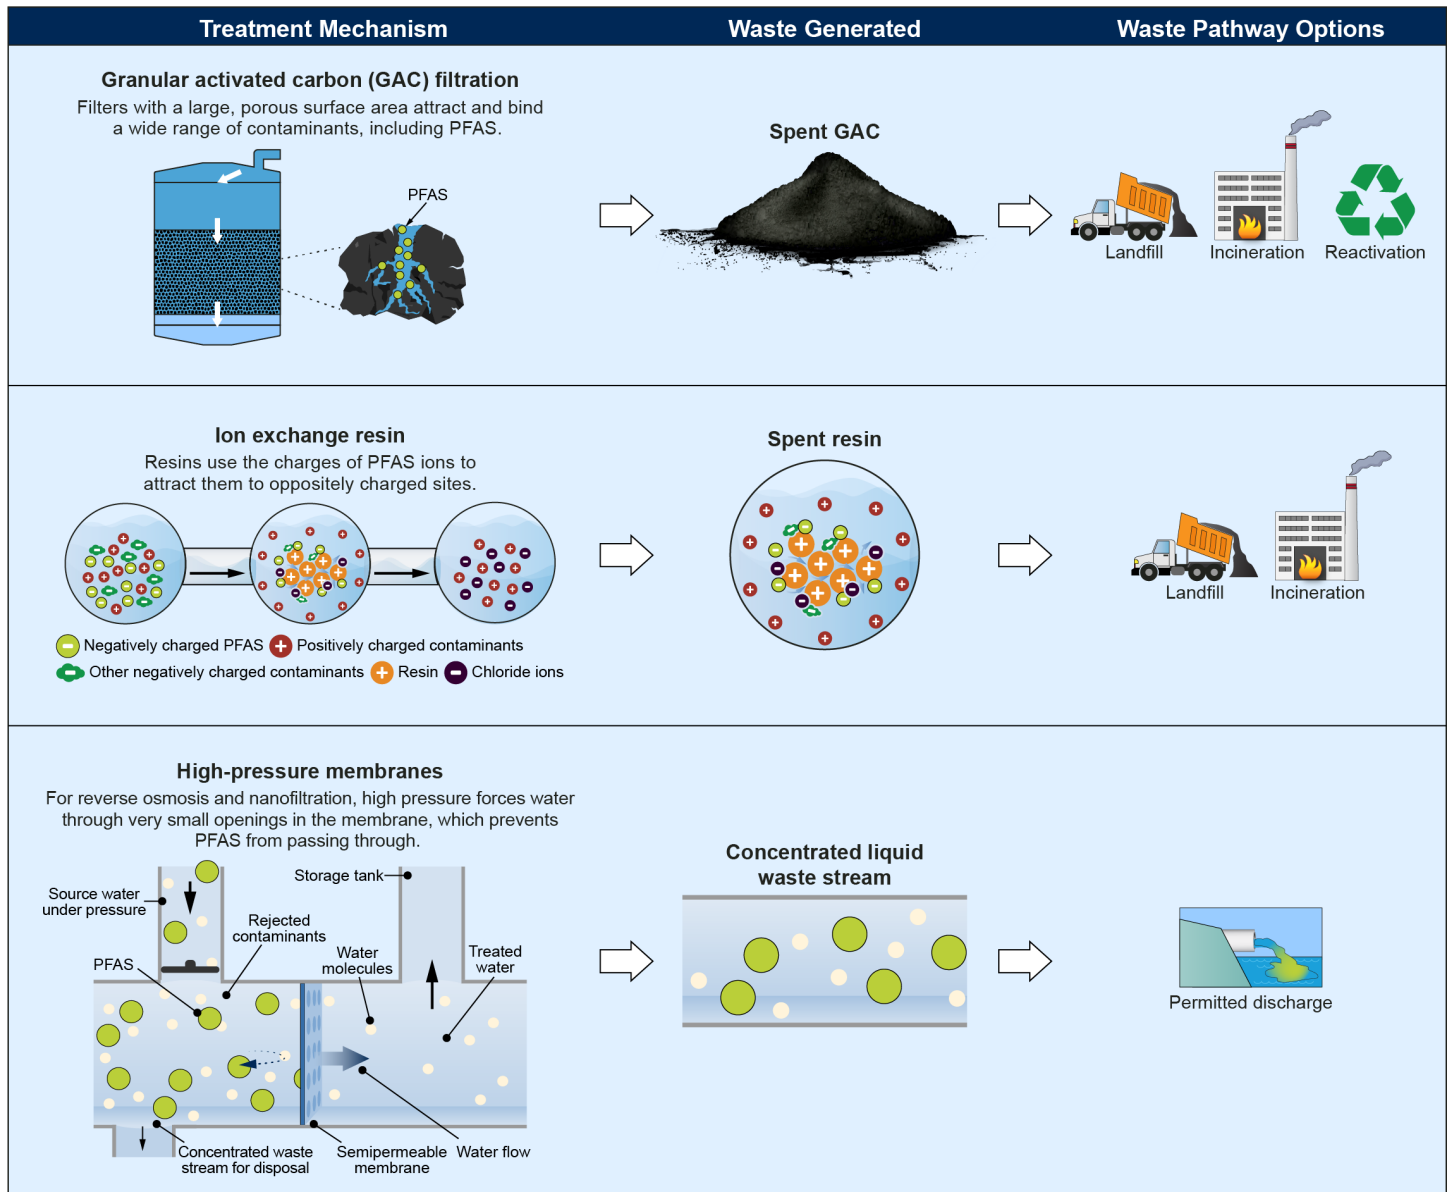 Treatment Mechanism
Waste Generated
Waste Pathway Options
Granular activated carbon (GAC) filtration
Filters with a large, porous surface area attract and bind
a wide range of contaminants, including PFAS.
PFAS
Spent GAC
Landfill
Incineration
Reactivation
Ion exchange resin
Resins use the charges of PFAS ions to
attract them to oppositely charged sites.
Negatively charged PFAS
Positively charged contaminants
Other negatively charged contaminants
Resin
Chloride ions
Spent resin
Landfill
Incineration
High-pressure membranes
For reverse osmosis and nanofiltration, high pressure forces water
through very small openings in the membrane, which prevents
PFAS from passing through.
Source water
under pressure
Storage tank
Rejected
contaminants
PFAS
Water
molecules
Treated
water
Concentrated waste
stream for disposal
Semipermeable
membrane
Water flow
Concentrated liquid
waste stream
Permitted discharge